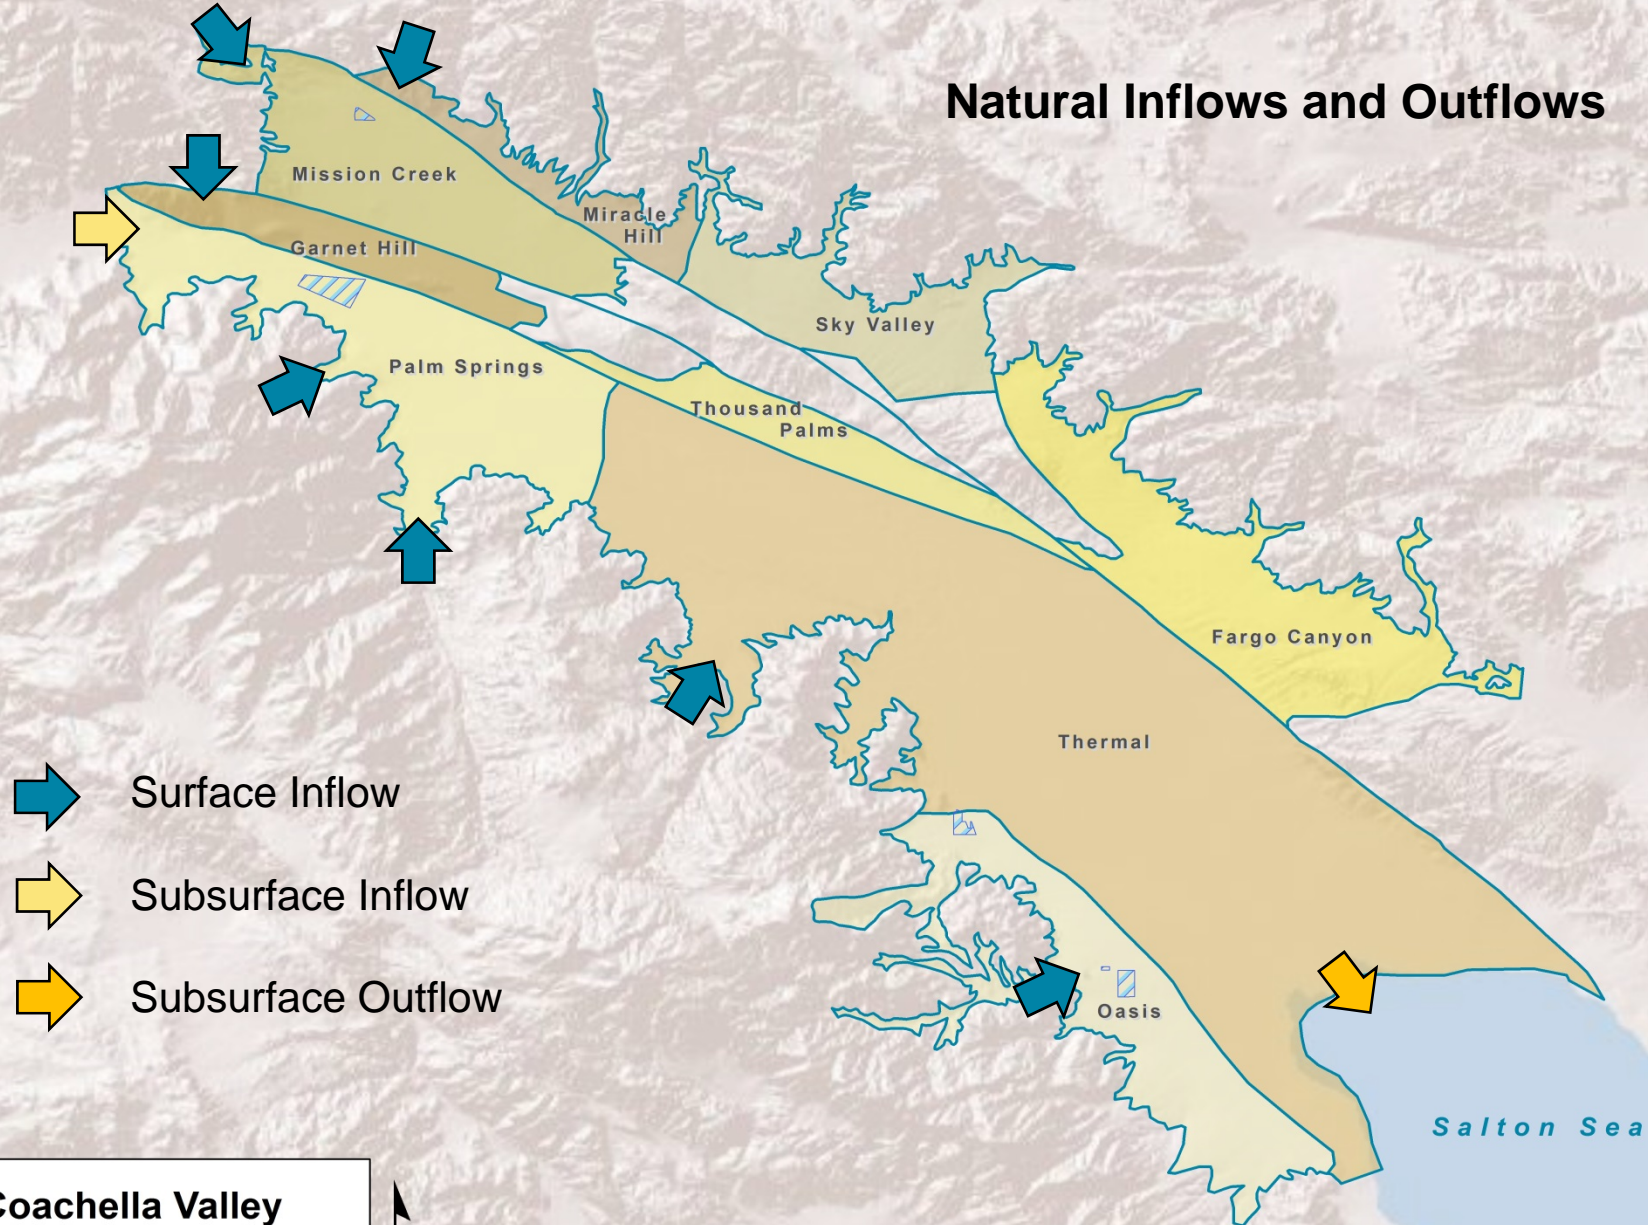 Natural Inflows and Outflows
Mission Creek
Miracle
Hill
Garnet Hill
Sky Valley
Palm Springs
Thousand
Palms
Fargo Canyon
Thermal
Surface Inflow
Subsurface Inflow
Subsurface Outflow
Oasis
Salton Sea
Coachella Valley